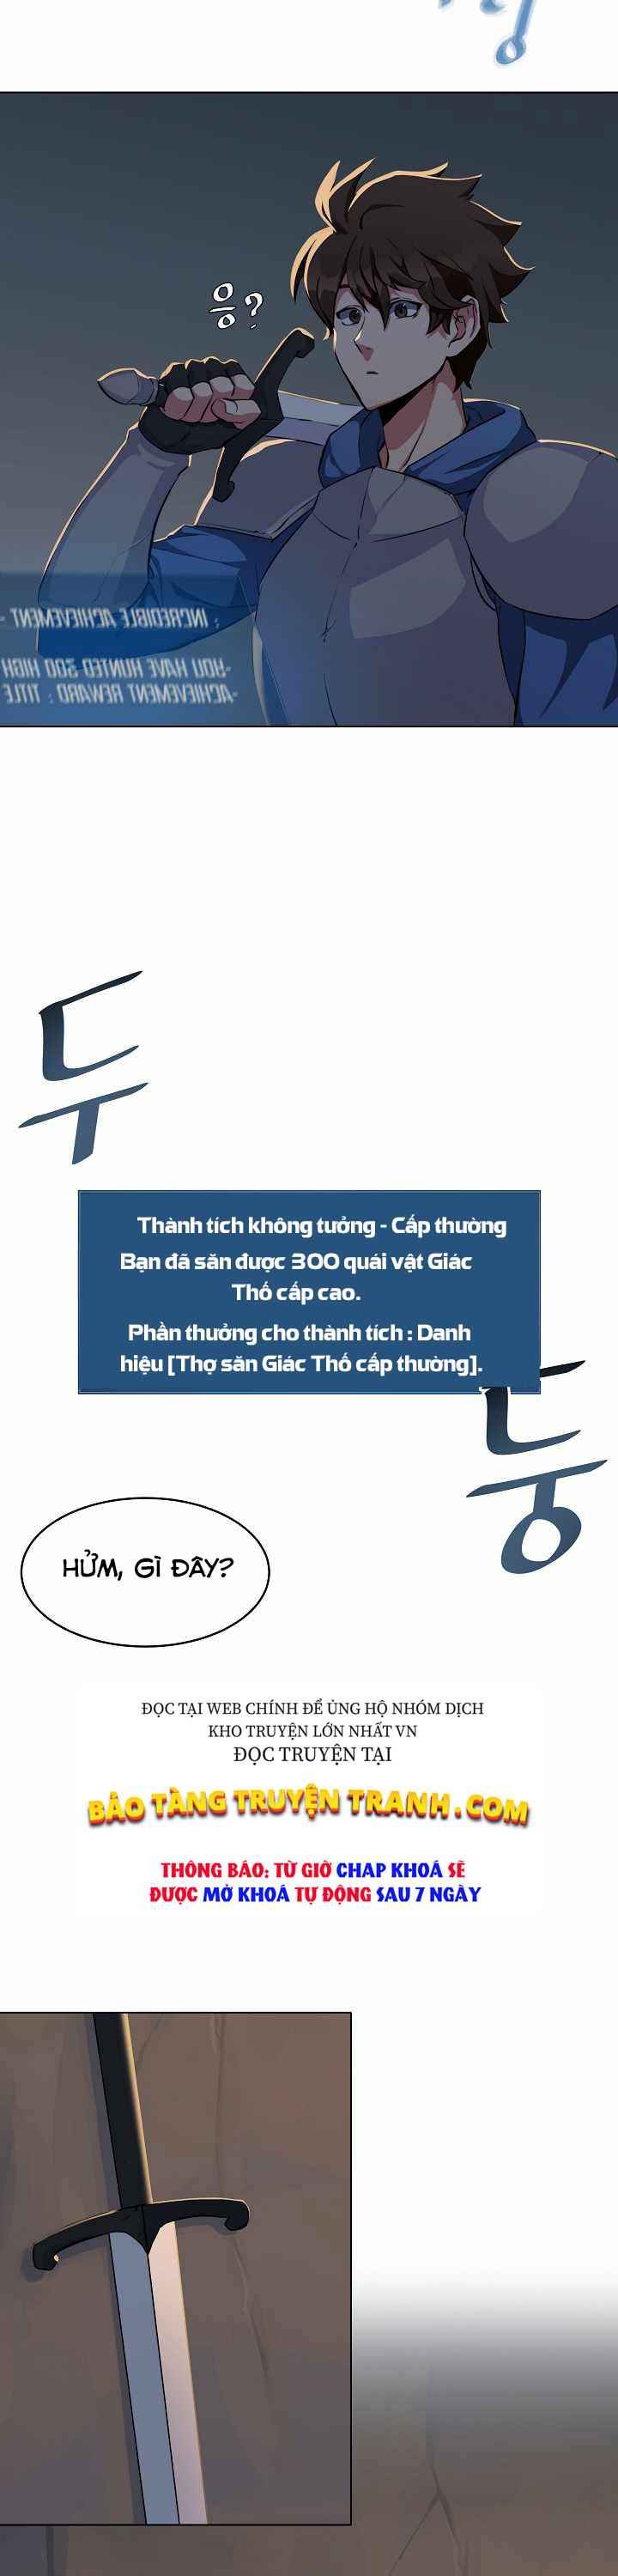 응?
: INCREDIBLE ACHIEVEMENT -
-YOU HAVE HUNTED 300 HIGH
-ACHIEVEMENT REWARD : TITLE
두
Thành tích không tưởng - Cấp thường
Bạn đã săn được 300 quái vật Giác
Thố cấp cao.
Phần thưởng cho thành tích : Danh
hiệu [Thợ săn Giác Thố cấp thường].
둥
HỬM, GÌ ĐÂY?
ĐỌC TẠI WEB CHÍNH ĐỂ ỦNG HỘ NHÓM DỊCH
KHO TRUYỆN LỚN NHẤT VN
ĐỌC TRUYỆN TẠI
BẢO TÀNG TRUYỆN TRANH.COM
THÔNG BÁO: TỪ GIỜ CHAP KHOÁ SẼ
ĐƯỢC MỞ KHOÁ TỰ ĐỘNG SAU 7 NGÀY